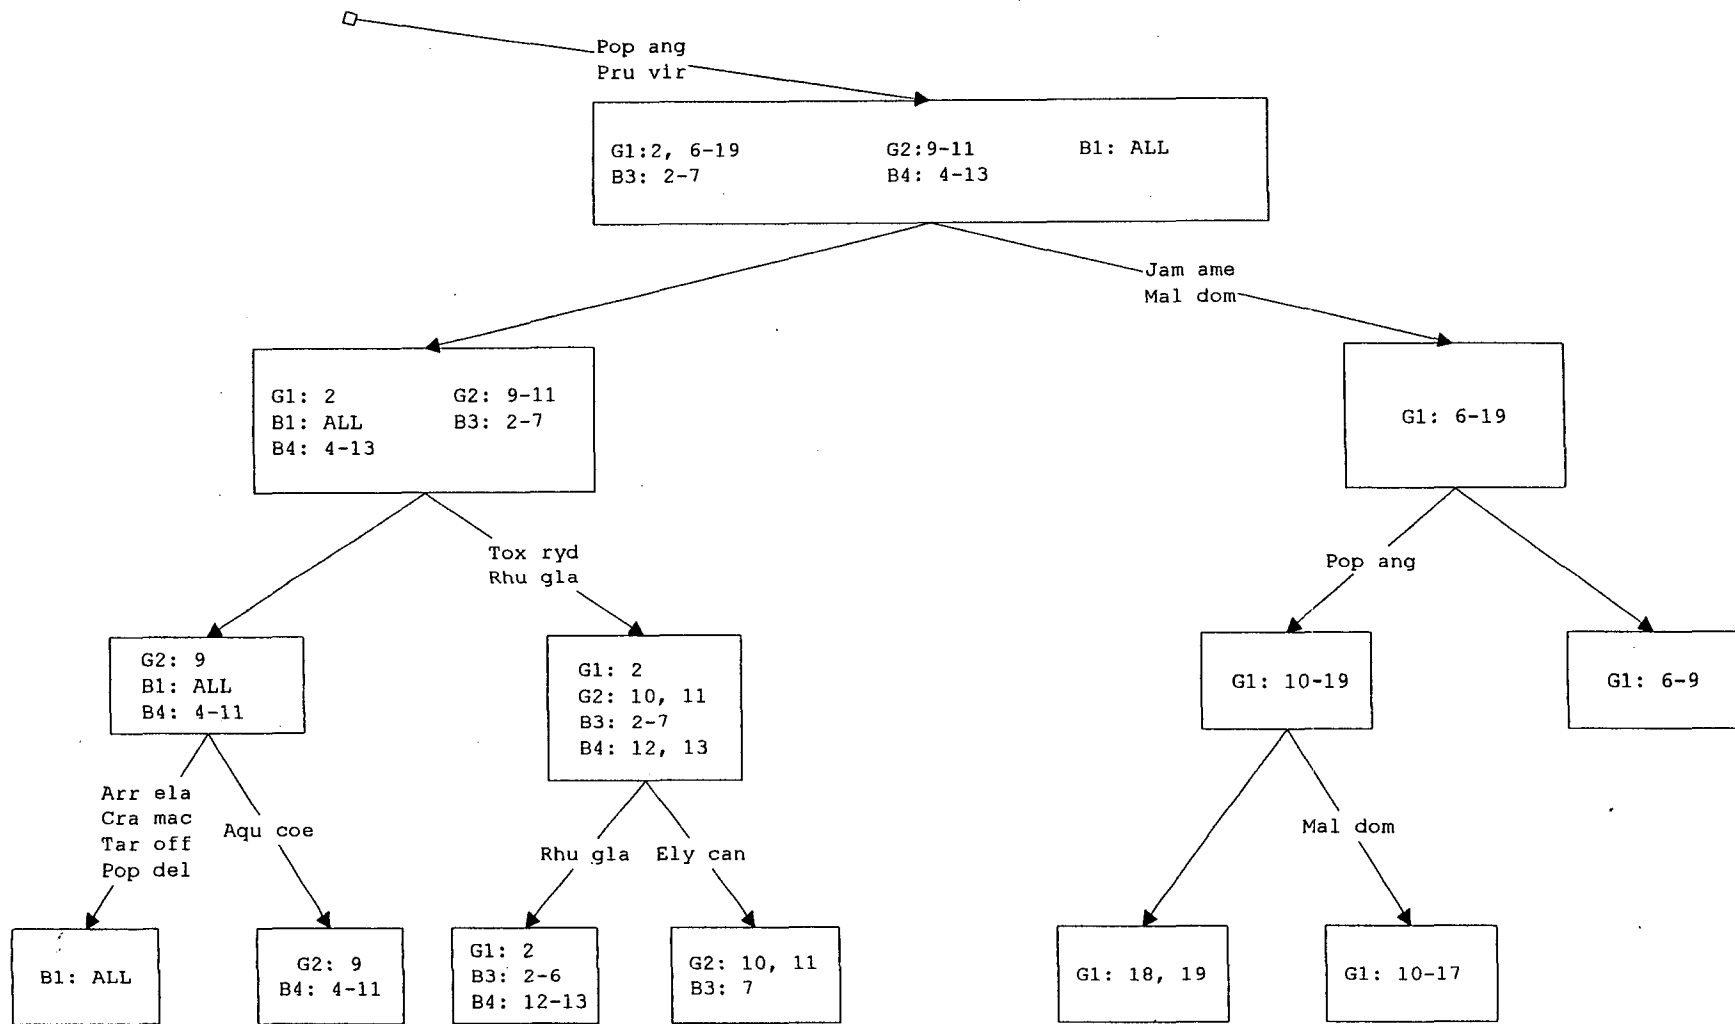 Pop ang
Pru vir
G1:2, 6-19 G2:9-11 B1: ALL
B3: 2-7 B4: 4-13
Jam ame
Mal dom
G1: 2 G2: 9-11
B1: ALL B3: 2-7
B4: 4-13
G1: 6-19
Tox ryd
Rhu gla
Pop ang
G2: 9
B1: ALL
B4: 4-11
G1: 2
G2: 10, 11
B3: 2-7
B4: 12, 13
G1: 10-19
G1: 6-9
Arr ela
Cra mac
Tar off
Pop del
Aqu coe
Rhu gla
Ely can
Mal dom
B1: ALL
G2: 9
B4: 4-11
G1: 2
B3: 2-6
B4: 12-13
G2: 10, 11
B3: 7
G1: 18, 19
G1: 10-17